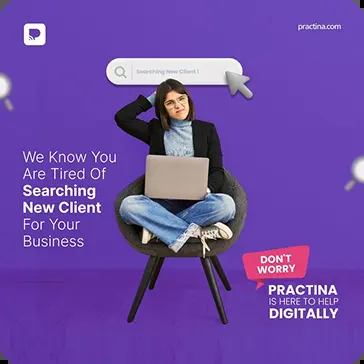 practina.com
Searching New Client !
We Know You
Are Tired Of
Searching
New Client
For Your
Business
DON'T
WORRY
PRACTINA
IS HERE TO HELP
DIGITALLY